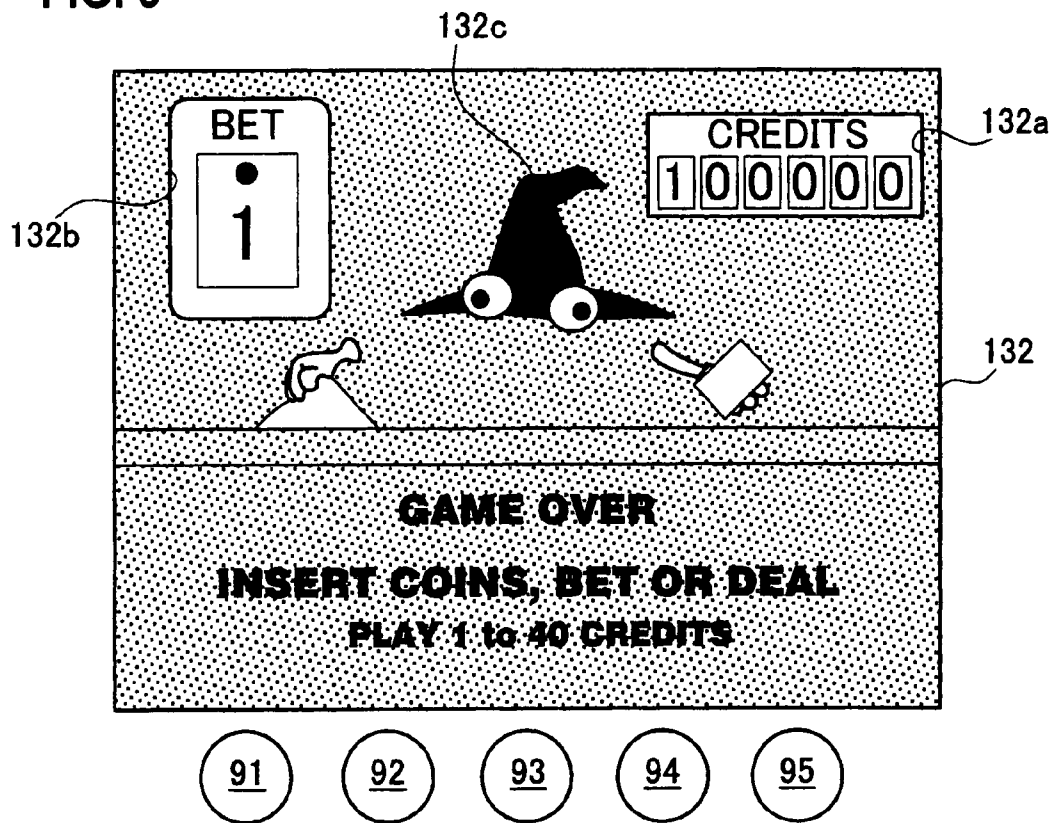 132c
BET
1
CREDITS
100000
132a
132b
132
GAME OVER
INSERT COINS, BET OR DEAL
PLAY 1 to 40 CREDITS
91 92 93 94 95